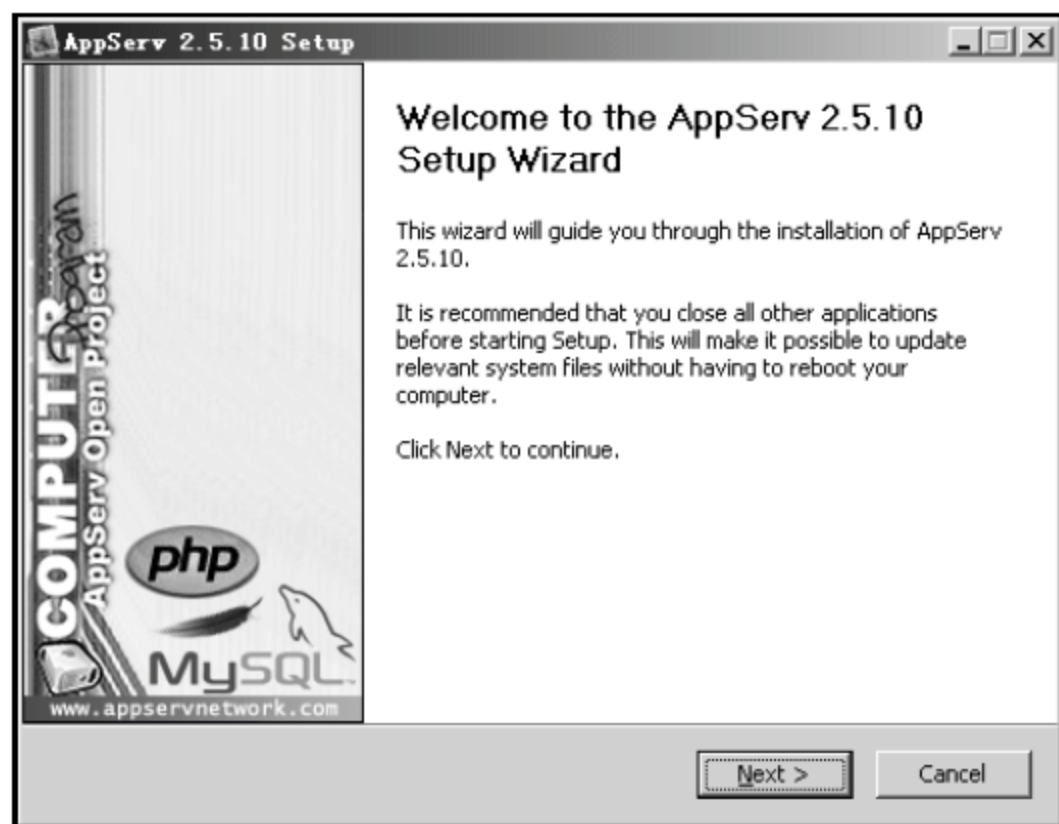 AppServ 2.5.10 Setup
Welcome to the AppServ 2.5.10
Setup Wizard
This wizard will guide you through the installation of AppServ
2.5.10.
It is recommended that you close all other applications
before starting Setup. This will make it possible to update
relevant system files without having to reboot your
computer.
Click Next to continue.
COMPUTER
Program
AppServ Open Project
php
MySQL
www.appservnetwork.com
Next >
Cancel